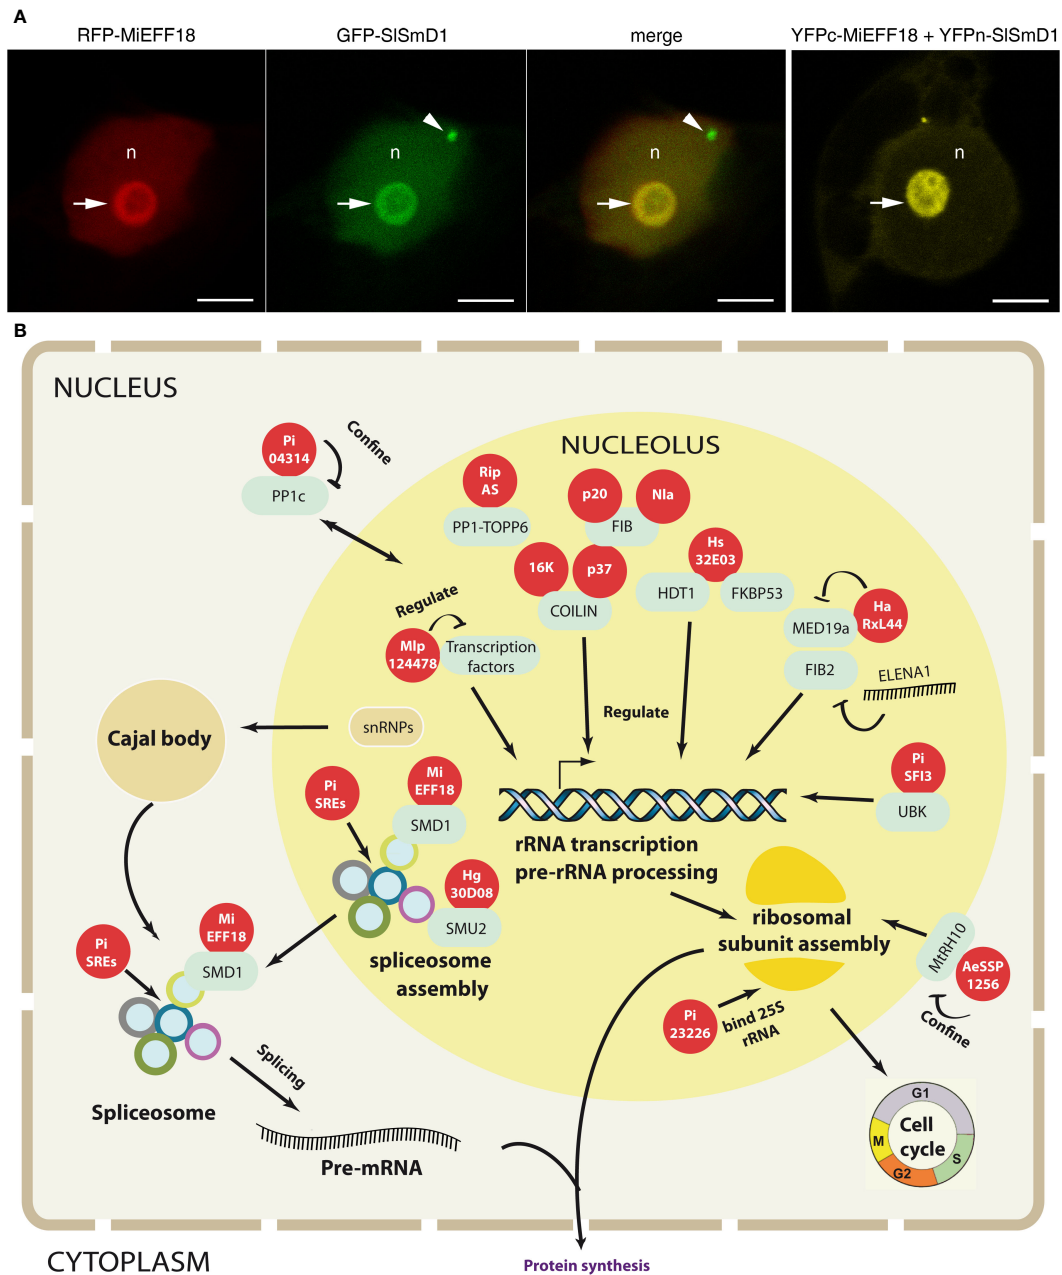 A
RFP-MiEFF18
GFP-SlSmD1
merge
YFPc-MiEFF18 + YFPn-SlSmD1
n
n
n
n
B
NUCLEUS
NUCLEOLUS
Pi
04314
Confine
PP1c
Rip
AS
PP1-TOPP6
p20
Nla
FIB
16K
p37
COILIN
Hs
32E03
HDT1
FKBP53
Ha
RxL44
MED19a
FIB2
ELENA1
Regulate
Mlp
124478
Transcription
factors
Regulate
snRNPs
Cajal body
Pi
SREs
Mi
EFF18
SMD1
Hg
30D08
SMU2
spliceosome
assembly
Pi
SFI3
UBK
rRNA transcription
pre-rRNA processing
ribosomal
subunit assembly
MtRH10
AeSSP
1256
Confine
Pi
23226
bind 25S
rRNA
Pi
SREs
Mi
EFF18
SMD1
Spliceosome
Splicing
Pre-mRNA
G1
S
G2
M
Cell
cycle
CYTOPLASM
Protein synthesis